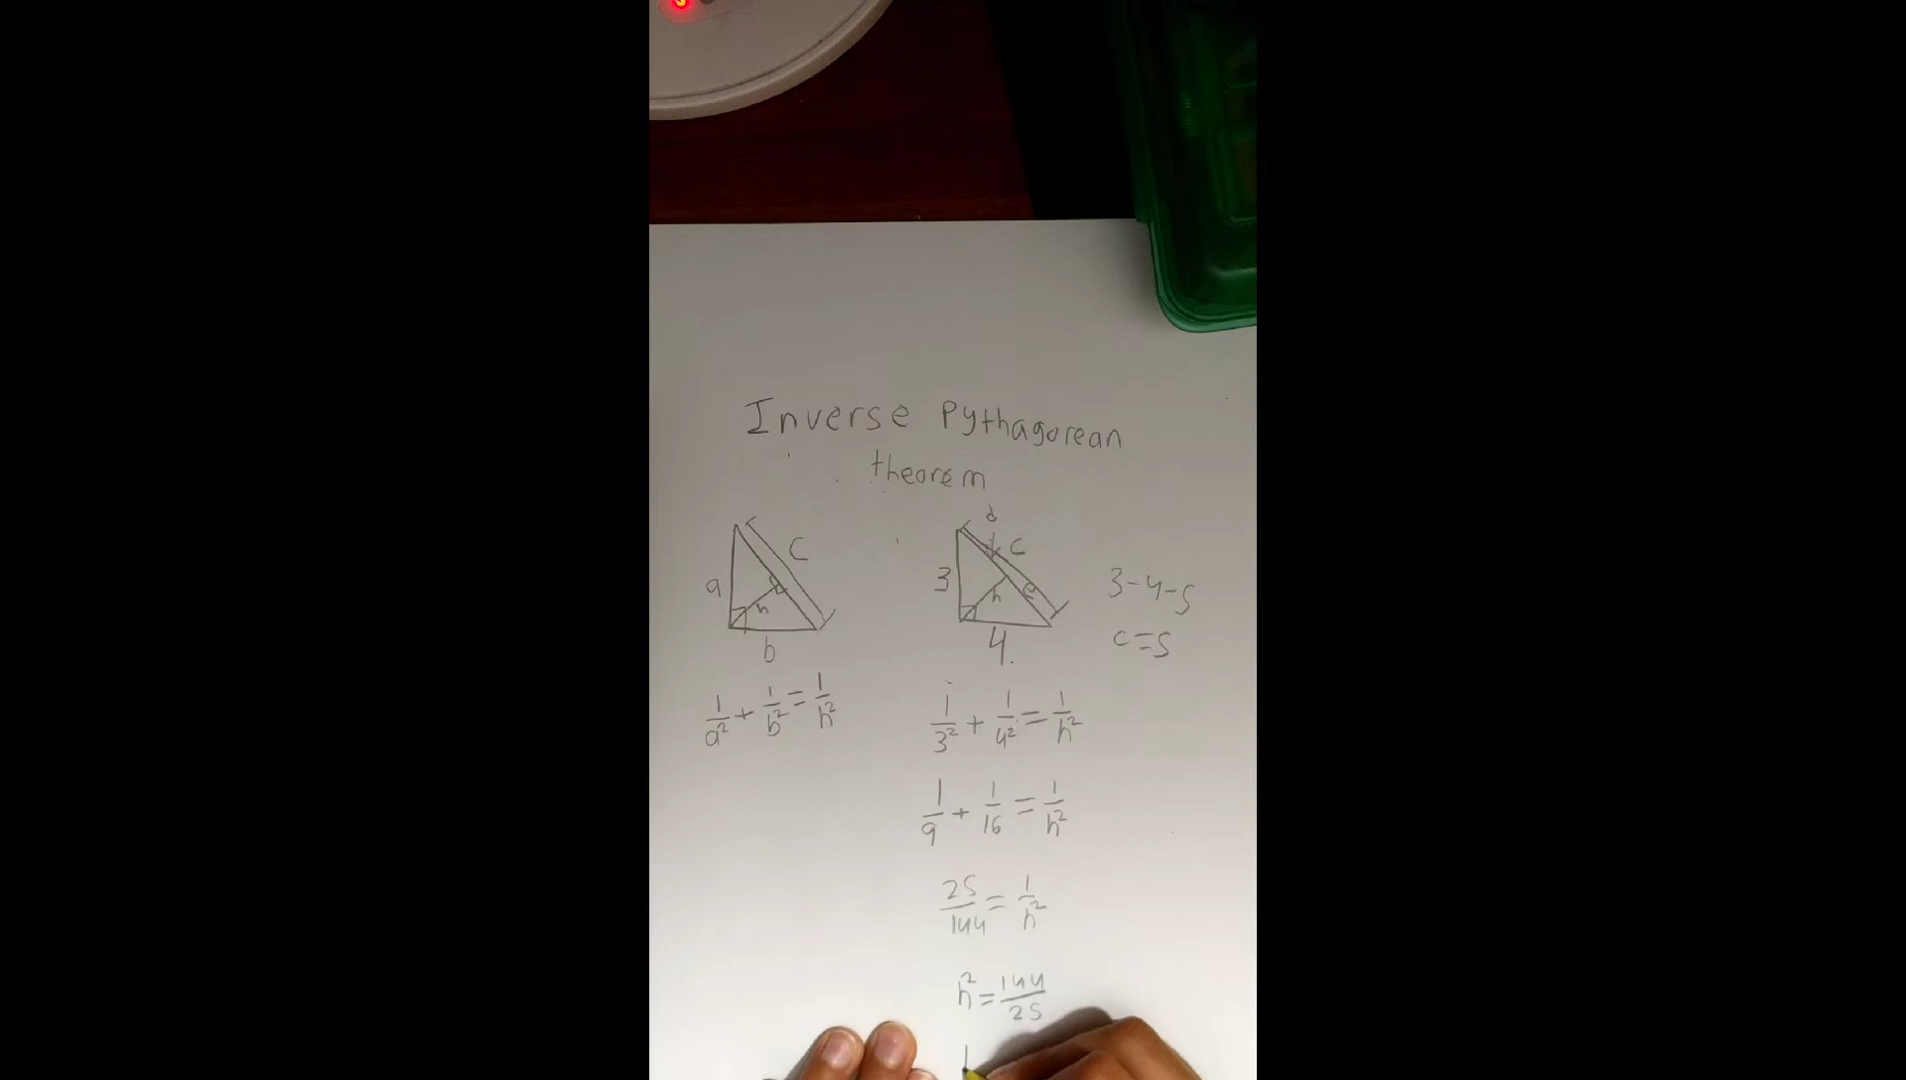 Inverse Pythagorean
theorem
a
b
c
h
3
4
d
c
h
e
3-4-5
c=5
1/a² + 1/b² = 1/h²
1/3² + 1/4² = 1/h²
1/9 + 1/16 = 1/h²
25/144 = 1/h²
h² = 144/25